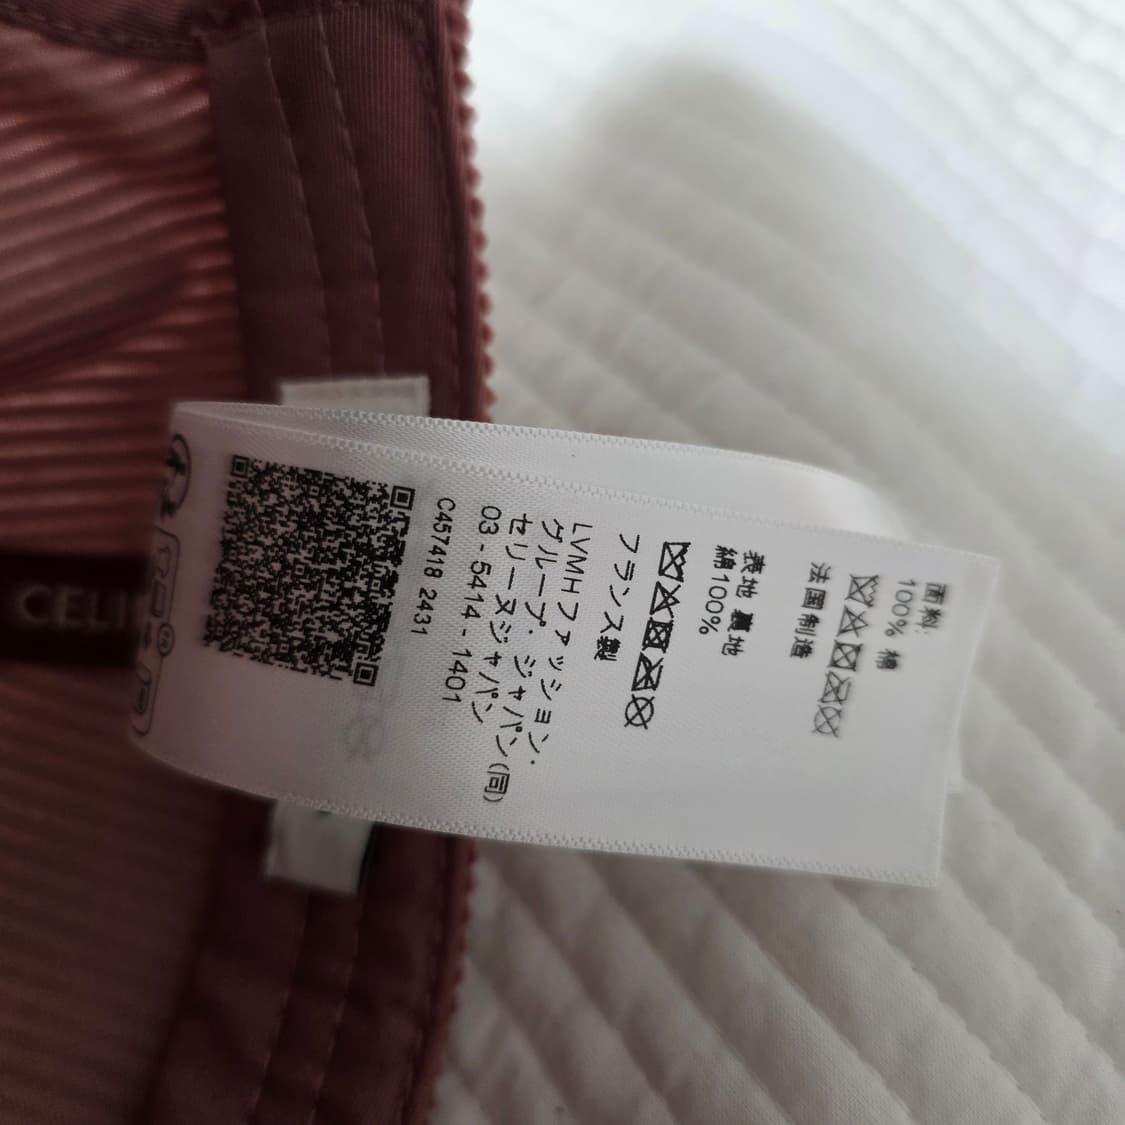 面料:
100% 棉
法国制造
表地 裏地
綿100%
フランス製
LVMHファッション・
グループ・ジャパン(同)
セリーヌジャパン
03-5414-1401
C457418 2431
CELI